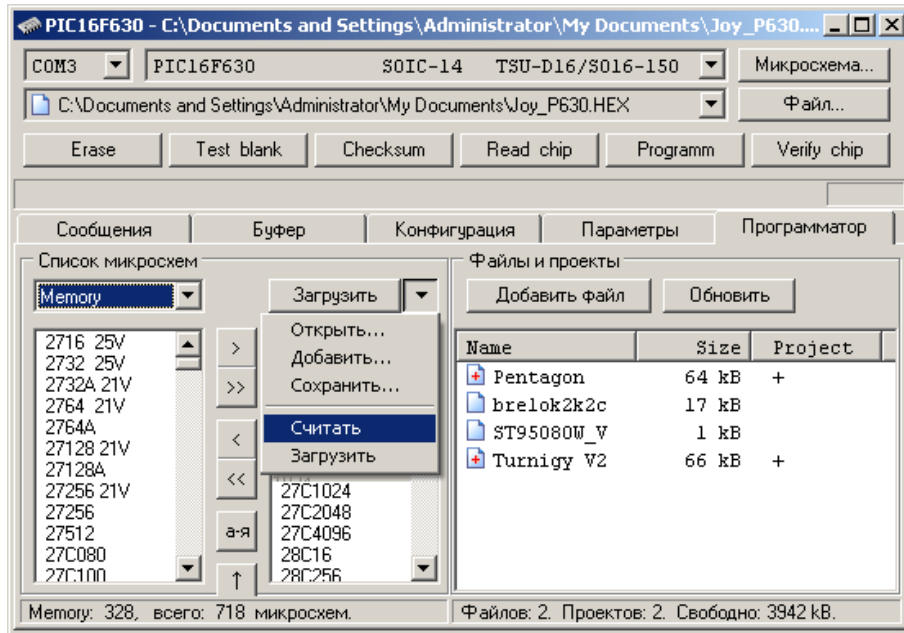 PIC16F630 - C:\Documents and Settings\Administrator\My Documents\Joy_P630....
COM3 PIC16F630 SOIC-14 TSU-D16/SO16-150 Микросхема...
C:\Documents and Settings\Administrator\My Documents\Joy_P630.HEX Файл...
Erase Test blank Checksum Read chip Programm Verify chip
Сообщения Буфер Конфигурация Параметры Программатор
Список микросхем
Memory Загрузить
Открыть...
Добавить...
Сохранить...
Считать
Загрузить
2716 25V
2732 25V
2732A 21V
2764 21V
2764A
27128 21V
27128A
27256 21V
27256
27512
27C080
27C100
>
>>
<
<<
а-я
↑
27C1024
27C2048
27C4096
28C16
28C256
Memory: 328, всего: 718 микросхем.
Файлы и проекты
Добавить файл Обновить
Name Size Project
Pentagon 64 kB +
brelok2k2c 17 kB
ST95080W_V 1 kB
Turnigy V2 66 kB +
Файлов: 2. Проектов: 2. Свободно: 3942 kB.